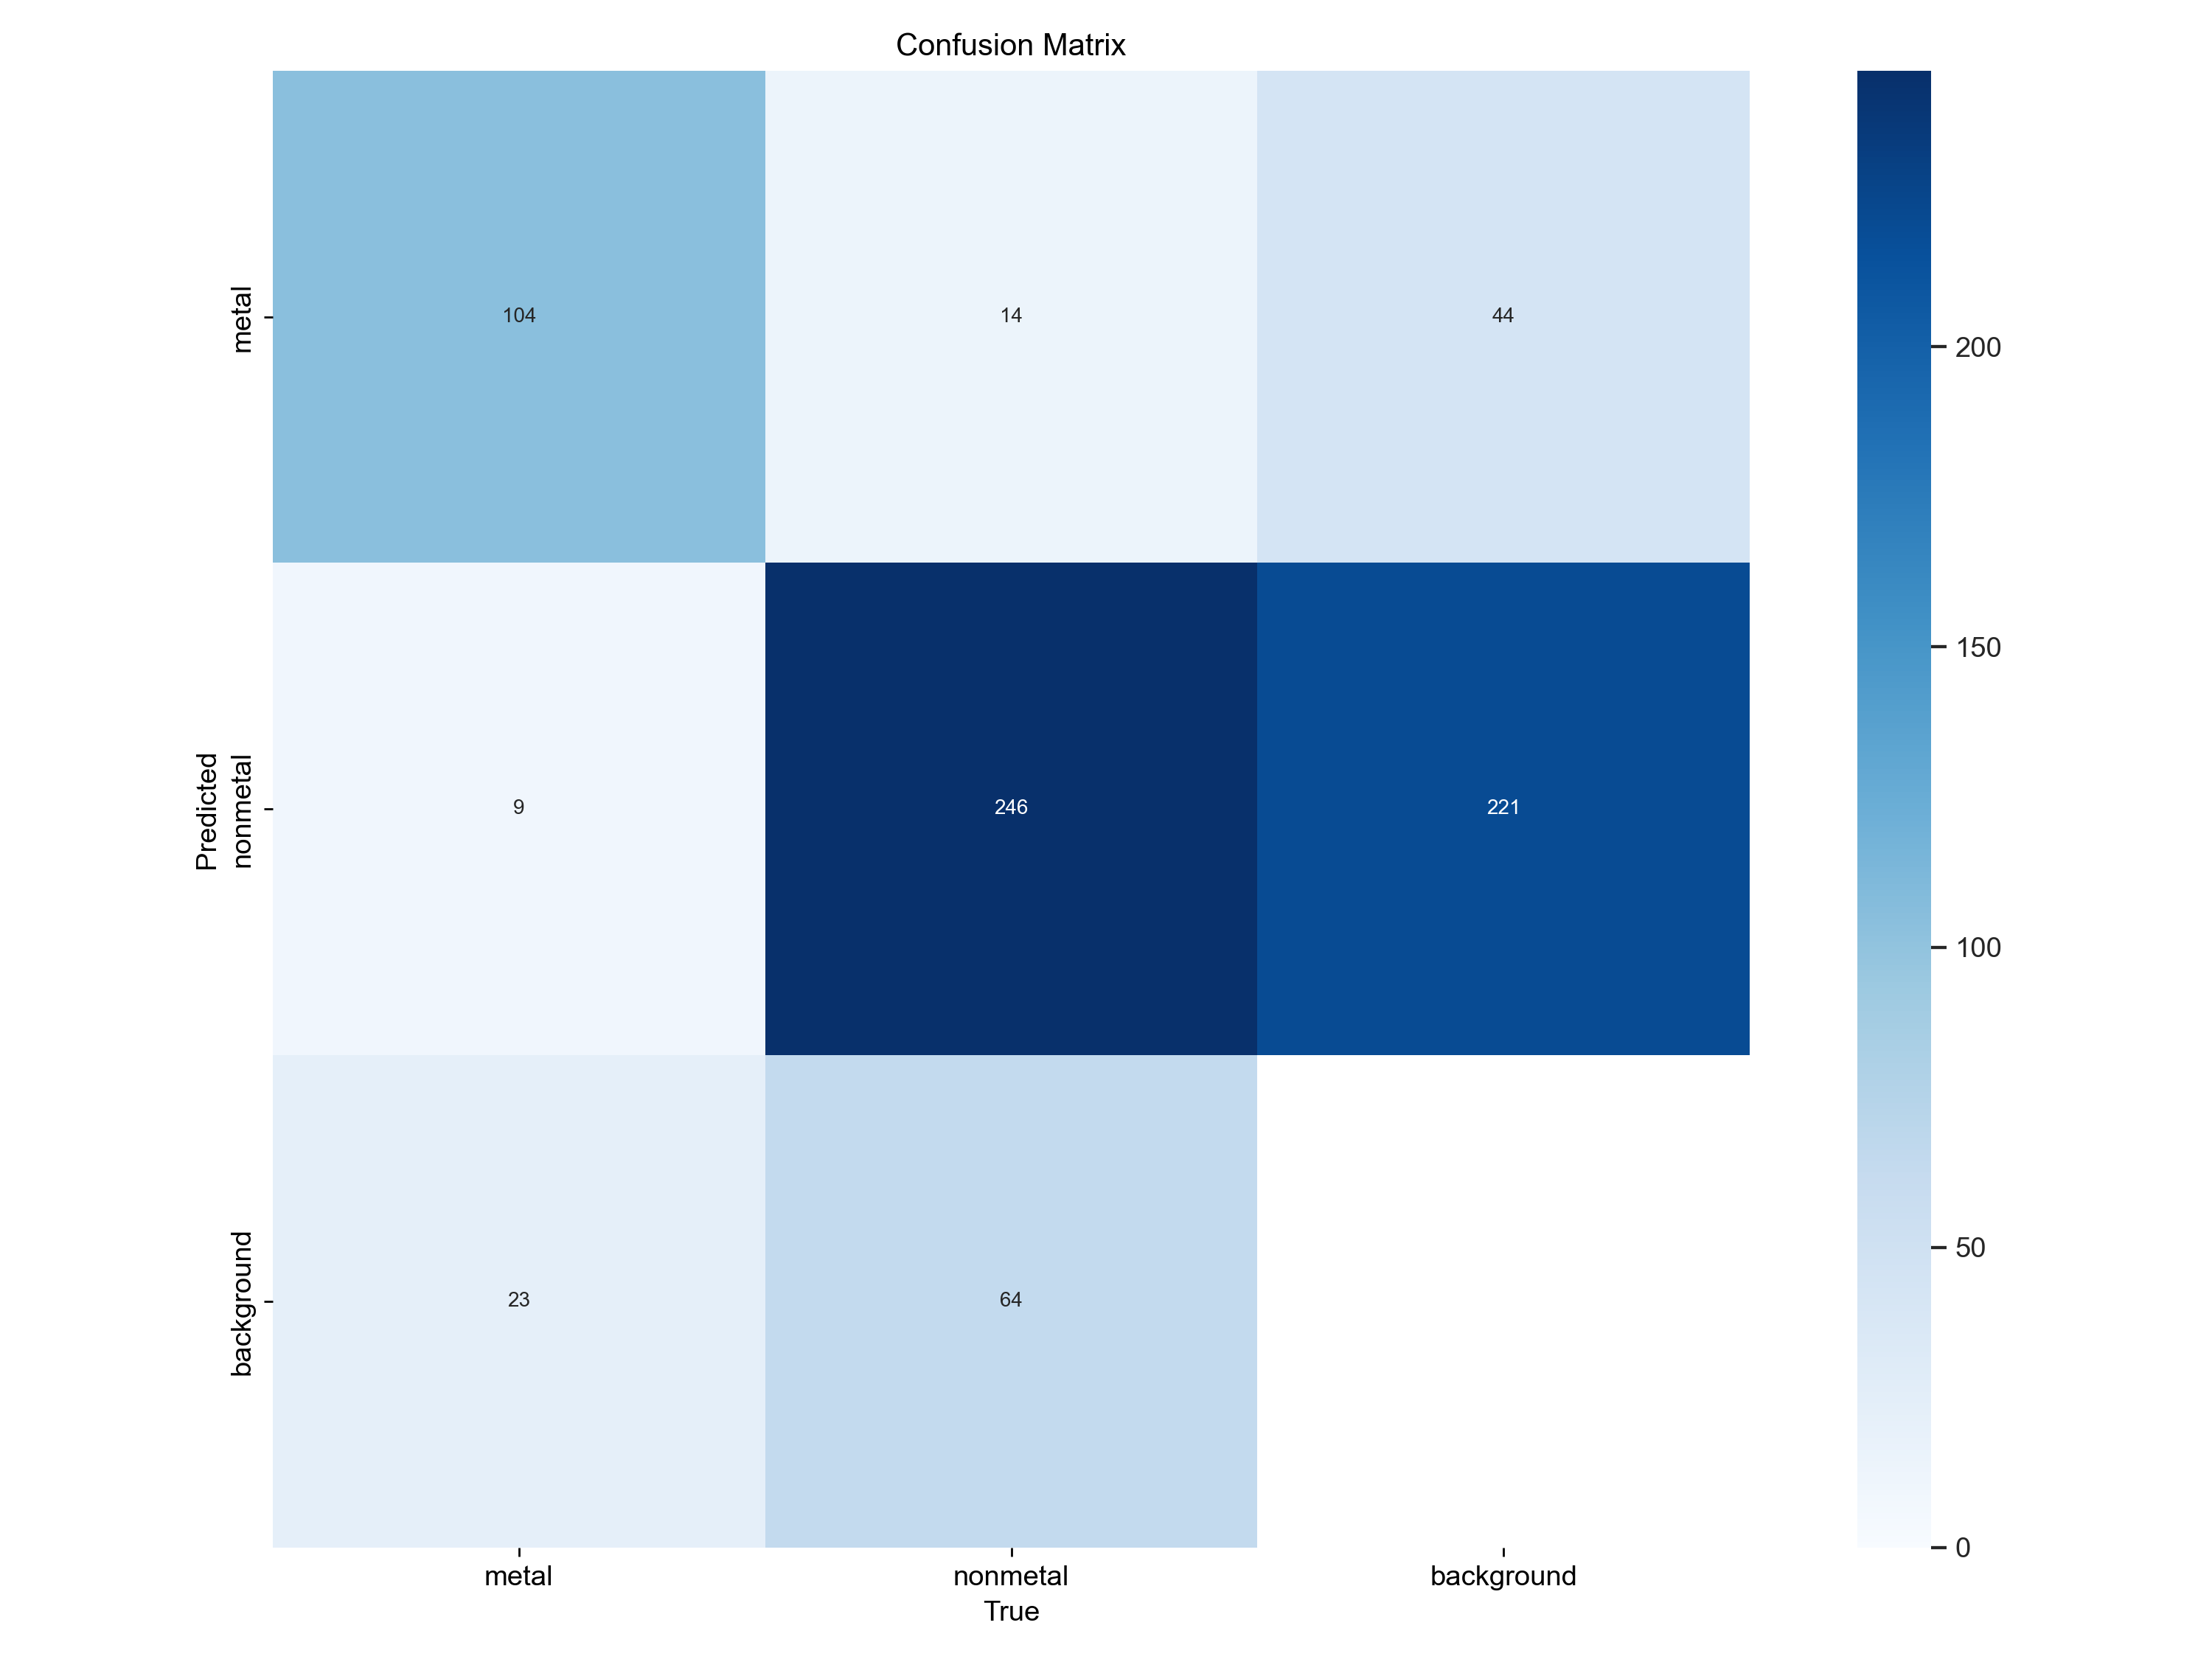 Confusion Matrix
metal
104
14
44
200
150
Predicted
nonmetal
9
246
221
100
background
23
64
50
0
metal
nonmetal
background
True